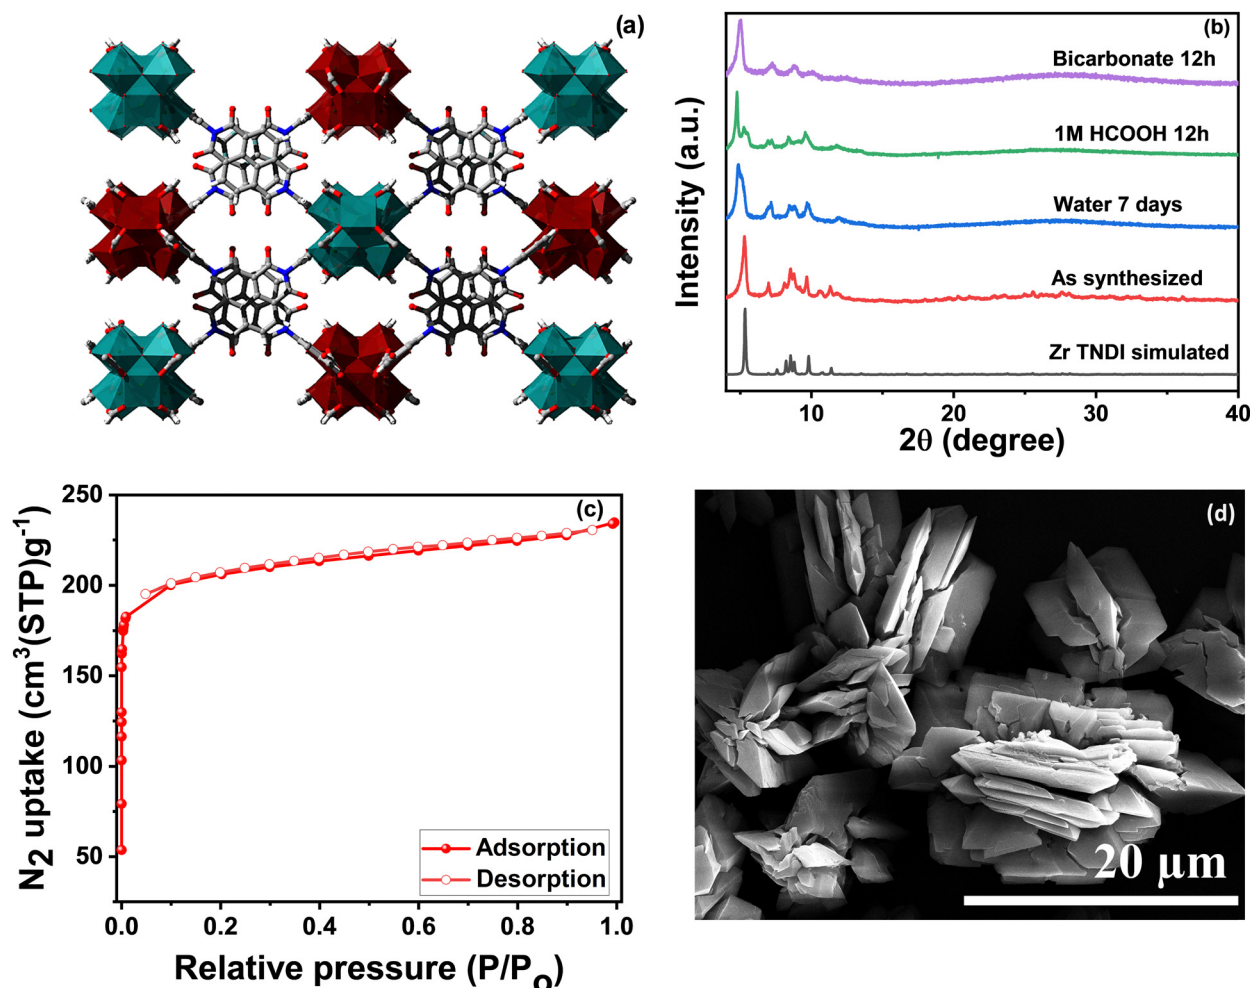 (a)
(b)
Bicarbonate 12h
1M HCOOH 12h
Water 7 days
As synthesized
Zr TNDI simulated
Intensity (a.u.)
10 20 30 40
2θ (degree)
(c)
250
200
150
100
50
N2 uptake (cm³(STP)g⁻¹)
Adsorption
Desorption
0.0 0.2 0.4 0.6 0.8 1.0
Relative pressure (P/Po)
(d)
20 µm